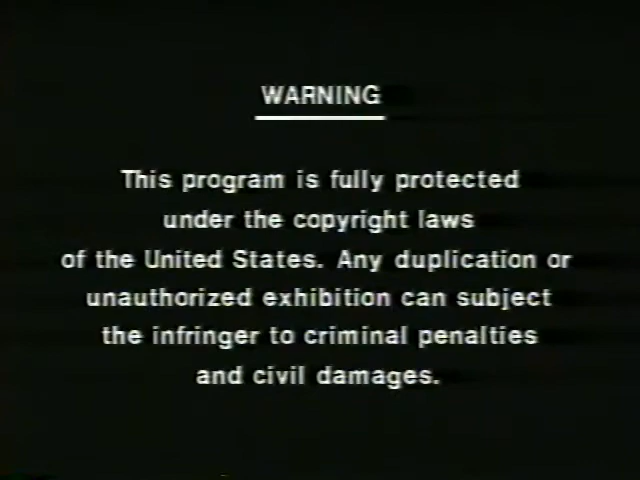 WARNING
This program is fully protected
under the copyright laws
of the United States. Any duplication or
unauthorized exhibition can subject
the infringer to criminal penalties
and civil damages.